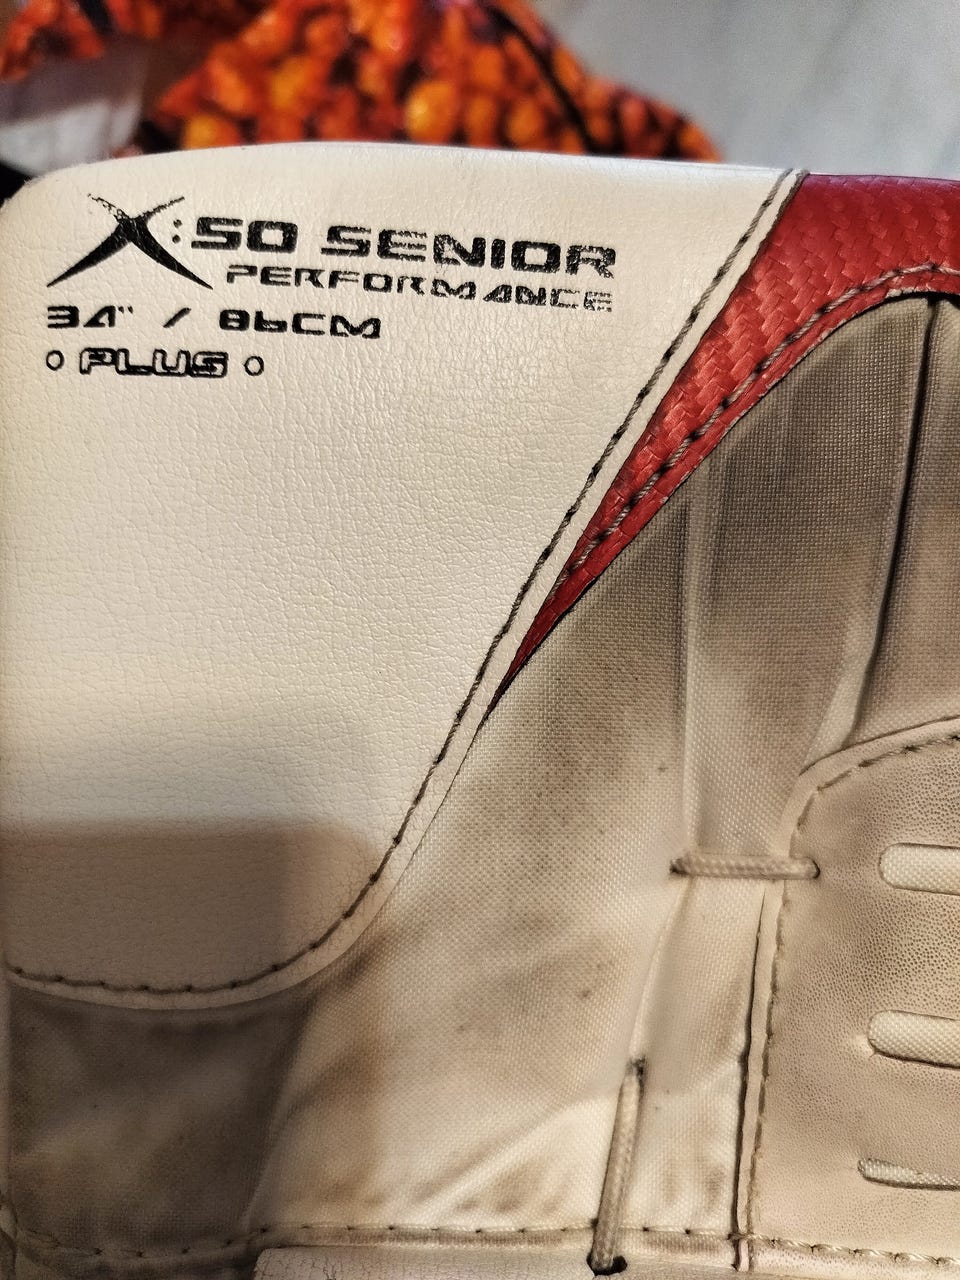 X:50 SENIOR
PERFORMANCE
34" / 86CM
o PLUS o